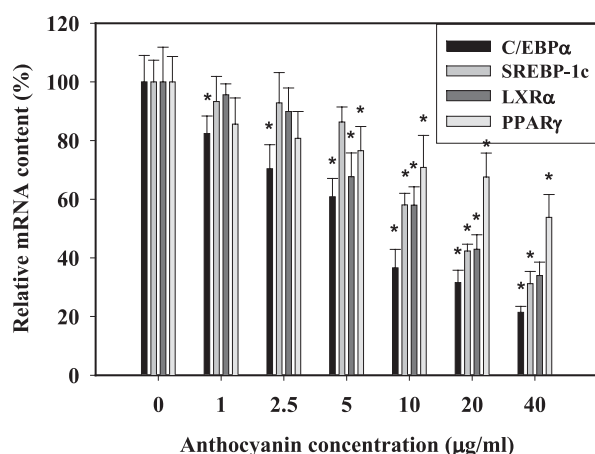 120
100
80
60
40
20
0
Relative mRNA content (%)
C/EBPα
SREBP-1c
LXRα
PPARγ
* * * * * * * * * * * * * * * *
0 1 2.5 5 10 20 40
Anthocyanin concentration (μg/ml)